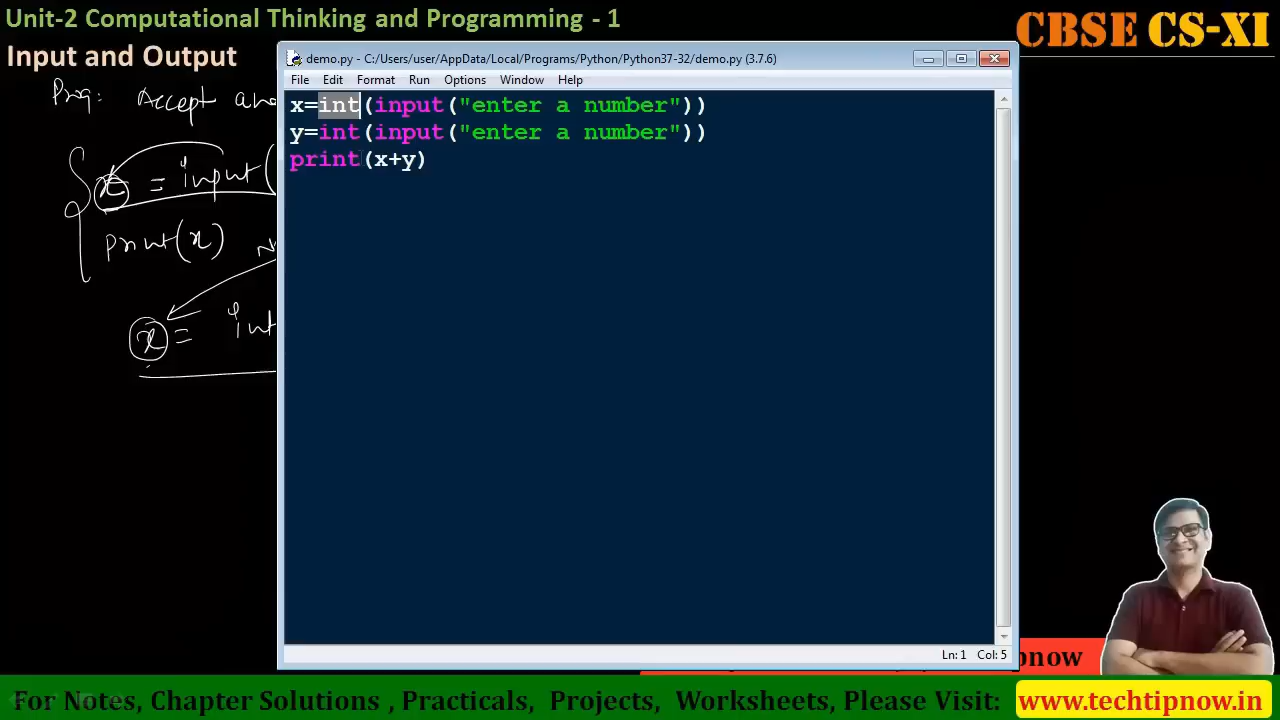 Unit-2 Computational Thinking and Programming - 1
CBSE CS-XI
Input and Output
Prog: Accept an
x = input(
print(x)
N
x = int
demo.py - C:/Users/user/AppData/Local/Programs/Python/Python37-32/demo.py (3.7.6)
File Edit Format Run Options Window Help
x=int(input("enter a number"))
y=int(input("enter a number"))
print(x+y)
Ln: 1 Col: 5
pnow
For Notes, Chapter Solutions , Practicals, Projects, Worksheets, Please Visit: www.techtipnow.in